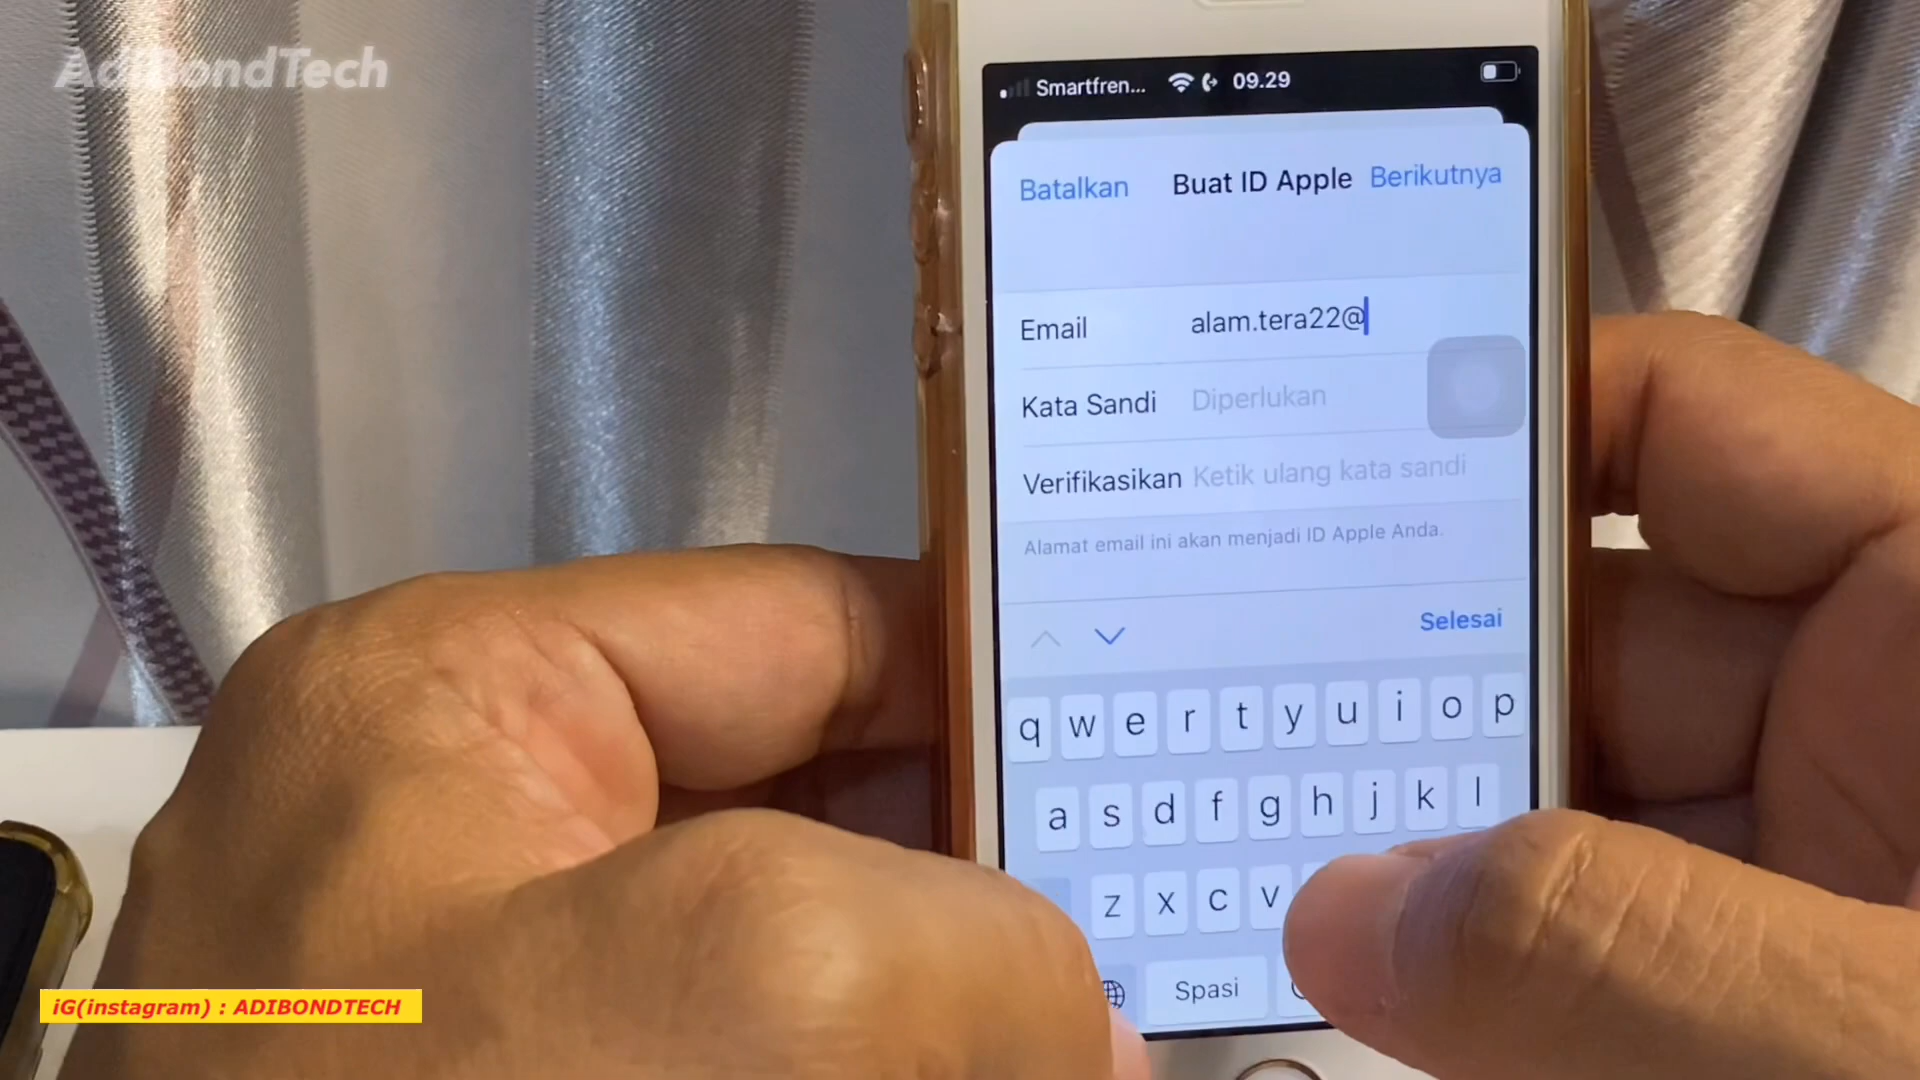 AdiBondTech
Smartfren... 09.29
Batalkan Buat ID Apple Berikutnya
Email alam.tera22@
Kata Sandi Diperlukan
Verifikasikan Ketik ulang kata sandi
Alamat email ini akan menjadi ID Apple Anda.
Selesai
q w e r t y u i o p
a s d f g h j k l
z x c v
Spasi
iG(instagram) : ADIBONDTECH